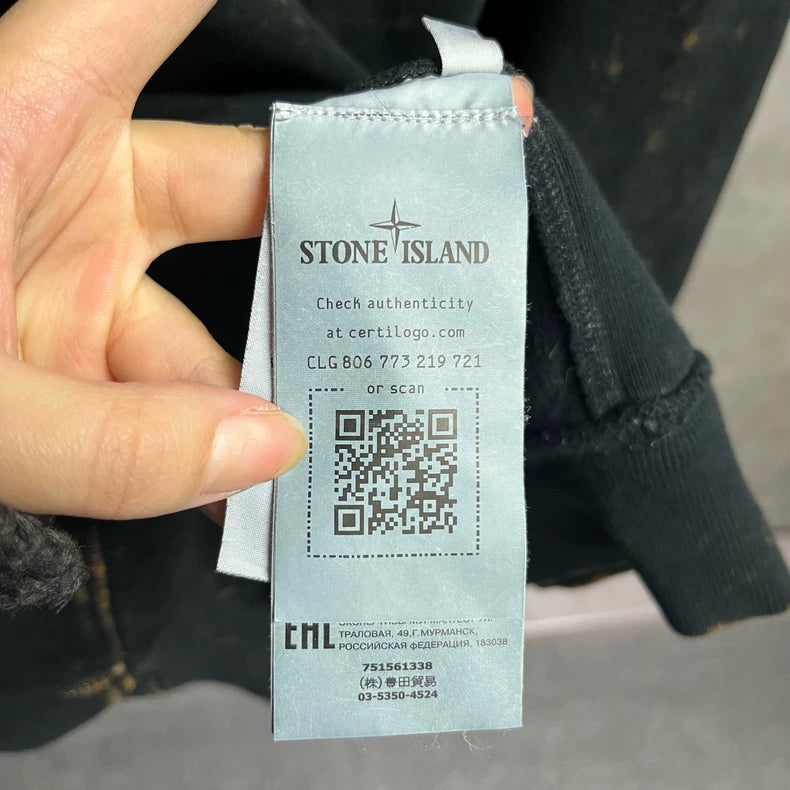 STONE ISLAND
Check authenticity
at certilogo.com
CLG 806 773 219 721
or scan
EAC
ТРАЛОВАЯ, 49,Г.МУРМАНСК,
РОССИЙСКАЯ ФЕДЕРАЦИЯ, 183038
751561338
(株)豊田貿易
03-5350-4524